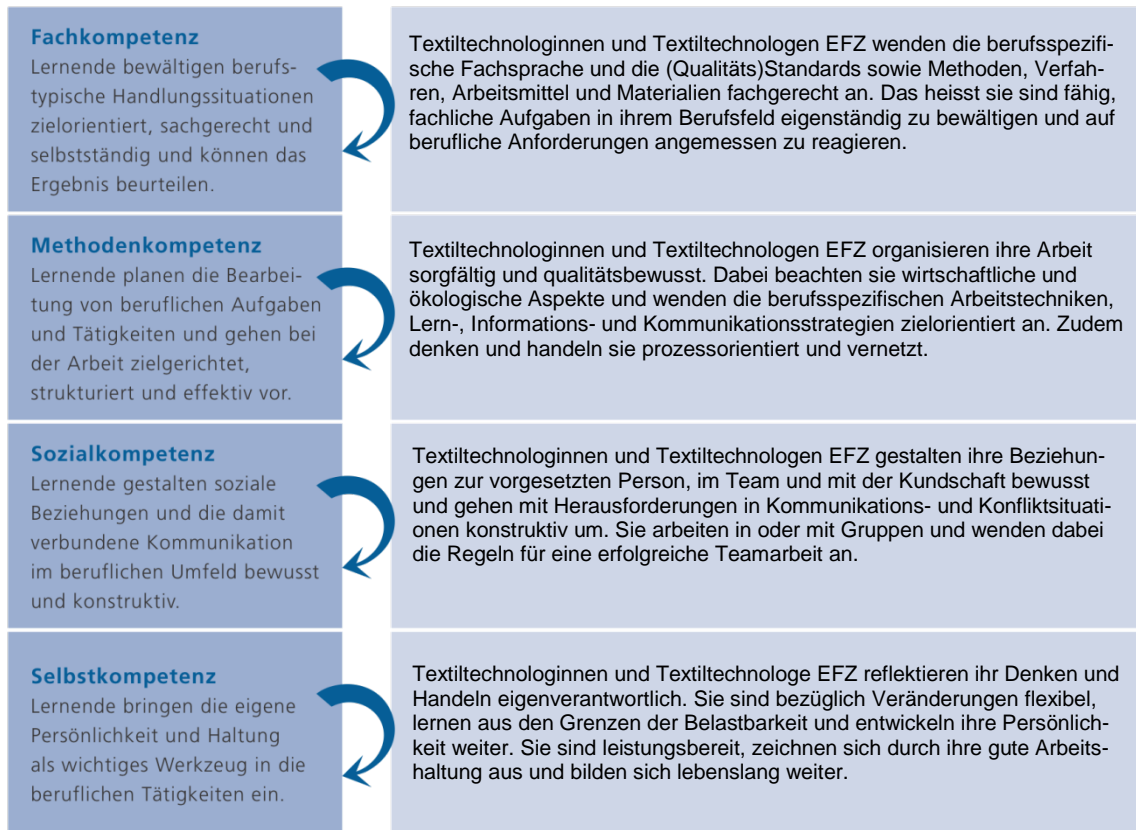 Fachkompetenz
Lernende bewältigen berufs-
typische Handlungssituationen
zielorientiert, sachgerecht und
selbstständig und können das
Ergebnis beurteilen.
Textiltechnologinnen und Textiltechnologen EFZ wenden die berufsspezifi-
sche Fachsprache und die (Qualitäts)Standards sowie Methoden, Verfah-
ren, Arbeitsmittel und Materialien fachgerecht an. Das heisst sie sind fähig,
fachliche Aufgaben in ihrem Berufsfeld eigenständig zu bewältigen und auf
berufliche Anforderungen angemessen zu reagieren.
Methodenkompetenz
Lernende planen die Bearbei-
tung von beruflichen Aufgaben
und Tätigkeiten und gehen bei
der Arbeit zielgerichtet,
strukturiert und effektiv vor.
Textiltechnologinnen und Textiltechnologen EFZ organisieren ihre Arbeit
sorgfältig und qualitätsbewusst. Dabei beachten sie wirtschaftliche und
ökologische Aspekte und wenden die berufsspezifischen Arbeitstechniken,
Lern-, Informations- und Kommunikationsstrategien zielorientiert an. Zudem
denken und handeln sie prozessorientiert und vernetzt.
Sozialkompetenz
Lernende gestalten soziale
Beziehungen und die damit
verbundene Kommunikation
im beruflichen Umfeld bewusst
und konstruktiv.
Textiltechnologinnen und Textiltechnologen EFZ gestalten ihre Beziehun-
gen zur vorgesetzten Person, im Team und mit der Kundschaft bewusst
und gehen mit Herausforderungen in Kommunikations- und Konfliktsituati-
onen konstruktiv um. Sie arbeiten in oder mit Gruppen und wenden dabei
die Regeln für eine erfolgreiche Teamarbeit an.
Selbstkompetenz
Lernende bringen die eigene
Persönlichkeit und Haltung
als wichtiges Werkzeug in die
beruflichen Tätigkeiten ein.
Textiltechnologinnen und Textiltechnologe EFZ reflektieren ihr Denken und
Handeln eigenverantwortlich. Sie sind bezüglich Veränderungen flexibel,
lernen aus den Grenzen der Belastbarkeit und entwickeln ihre Persönlich-
keit weiter. Sie sind leistungsbereit, zeichnen sich durch ihre gute Arbeits-
haltung aus und bilden sich lebenslang weiter.